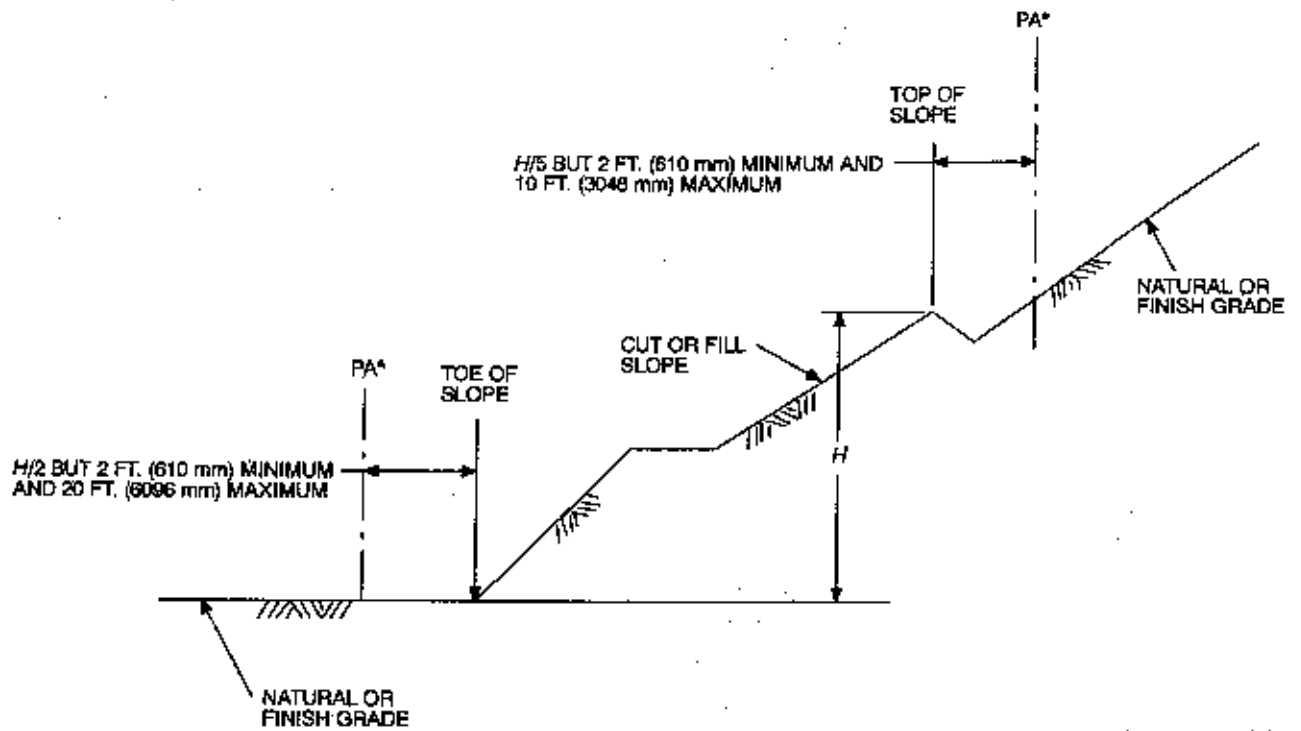 PA*
TOP OF
SLOPE
H/5 BUT 2 FT. (610 mm) MINIMUM AND
10 FT. (3048 mm) MAXIMUM
NATURAL OR
FINISH GRADE
CUT OR FILL
SLOPE
PA*
TOE OF
SLOPE
H
H/2 BUT 2 FT. (610 mm) MINIMUM
AND 20 FT. (6096 mm) MAXIMUM
NATURAL OR
FINISH GRADE